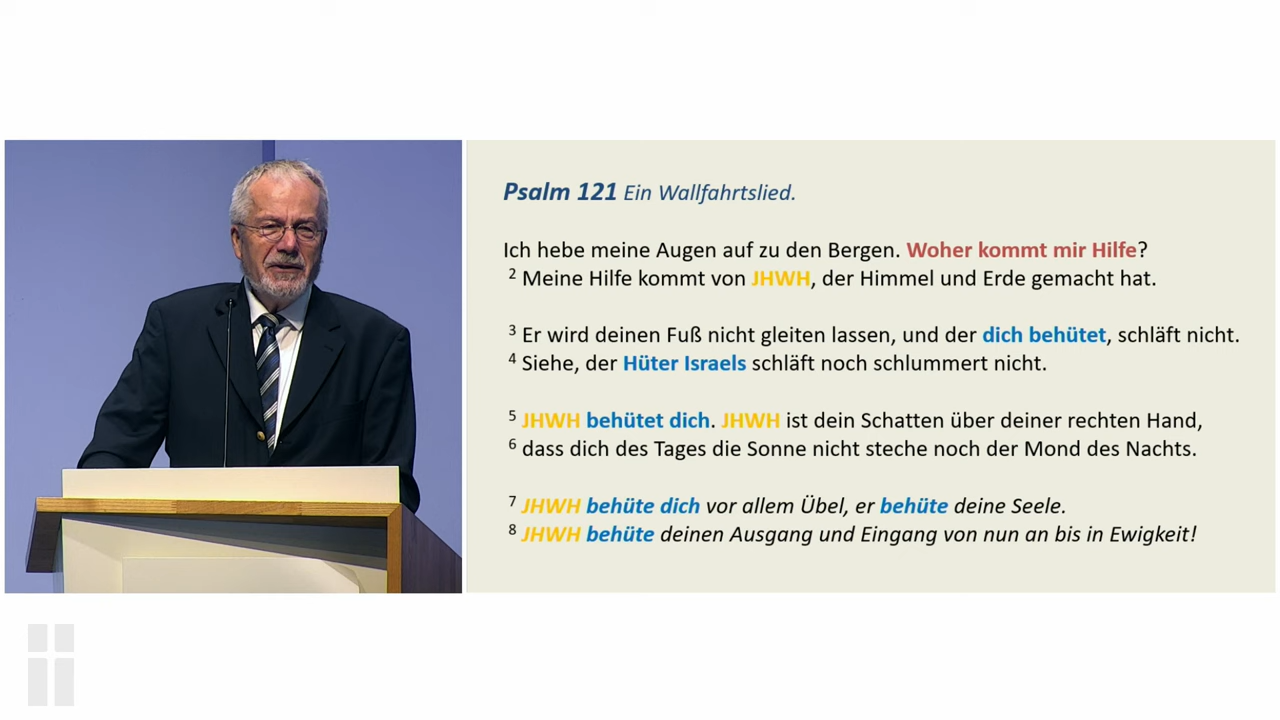 Psalm 121 Ein Wallfahrtslied.
Ich hebe meine Augen auf zu den Bergen. Woher kommt mir Hilfe?
2 Meine Hilfe kommt von JHWH, der Himmel und Erde gemacht hat.
3 Er wird deinen Fuß nicht gleiten lassen, und der dich behütet, schläft nicht.
4 Siehe, der Hüter Israels schläft noch schlummert nicht.
5 JHWH behütet dich. JHWH ist dein Schatten über deiner rechten Hand,
6 dass dich des Tages die Sonne nicht steche noch der Mond des Nachts.
7 JHWH behüte dich vor allem Übel, er behüte deine Seele.
8 JHWH behüte deinen Ausgang und Eingang von nun an bis in Ewigkeit!